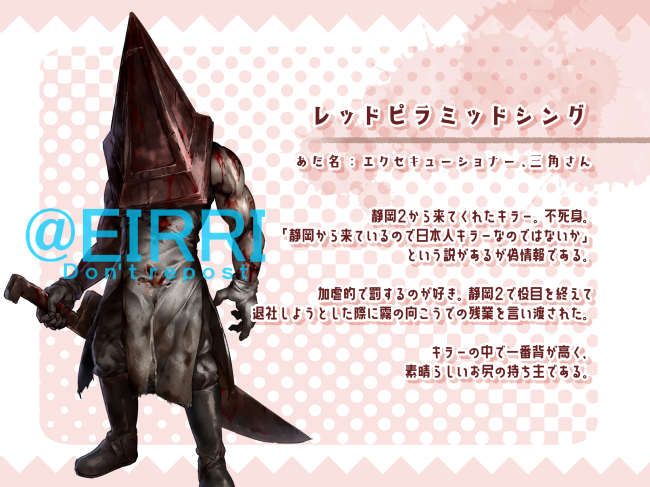 レッドピラミッドシング
あだ名：エクセキューショナー、三角さん
静岡2から来てくれたキラー。不死身。
「静岡から来ているので日本人キラーなのではないか」
という説があるが偽情報である。
加虐的で罰するのが好き。静岡2で役目を終えて
退社しようとした際に霧の向こうでの残業を言い渡された。
キラーの中で一番背が高く、
素晴らしいお尻の持ち主である。
@EIRRI
Don't repost